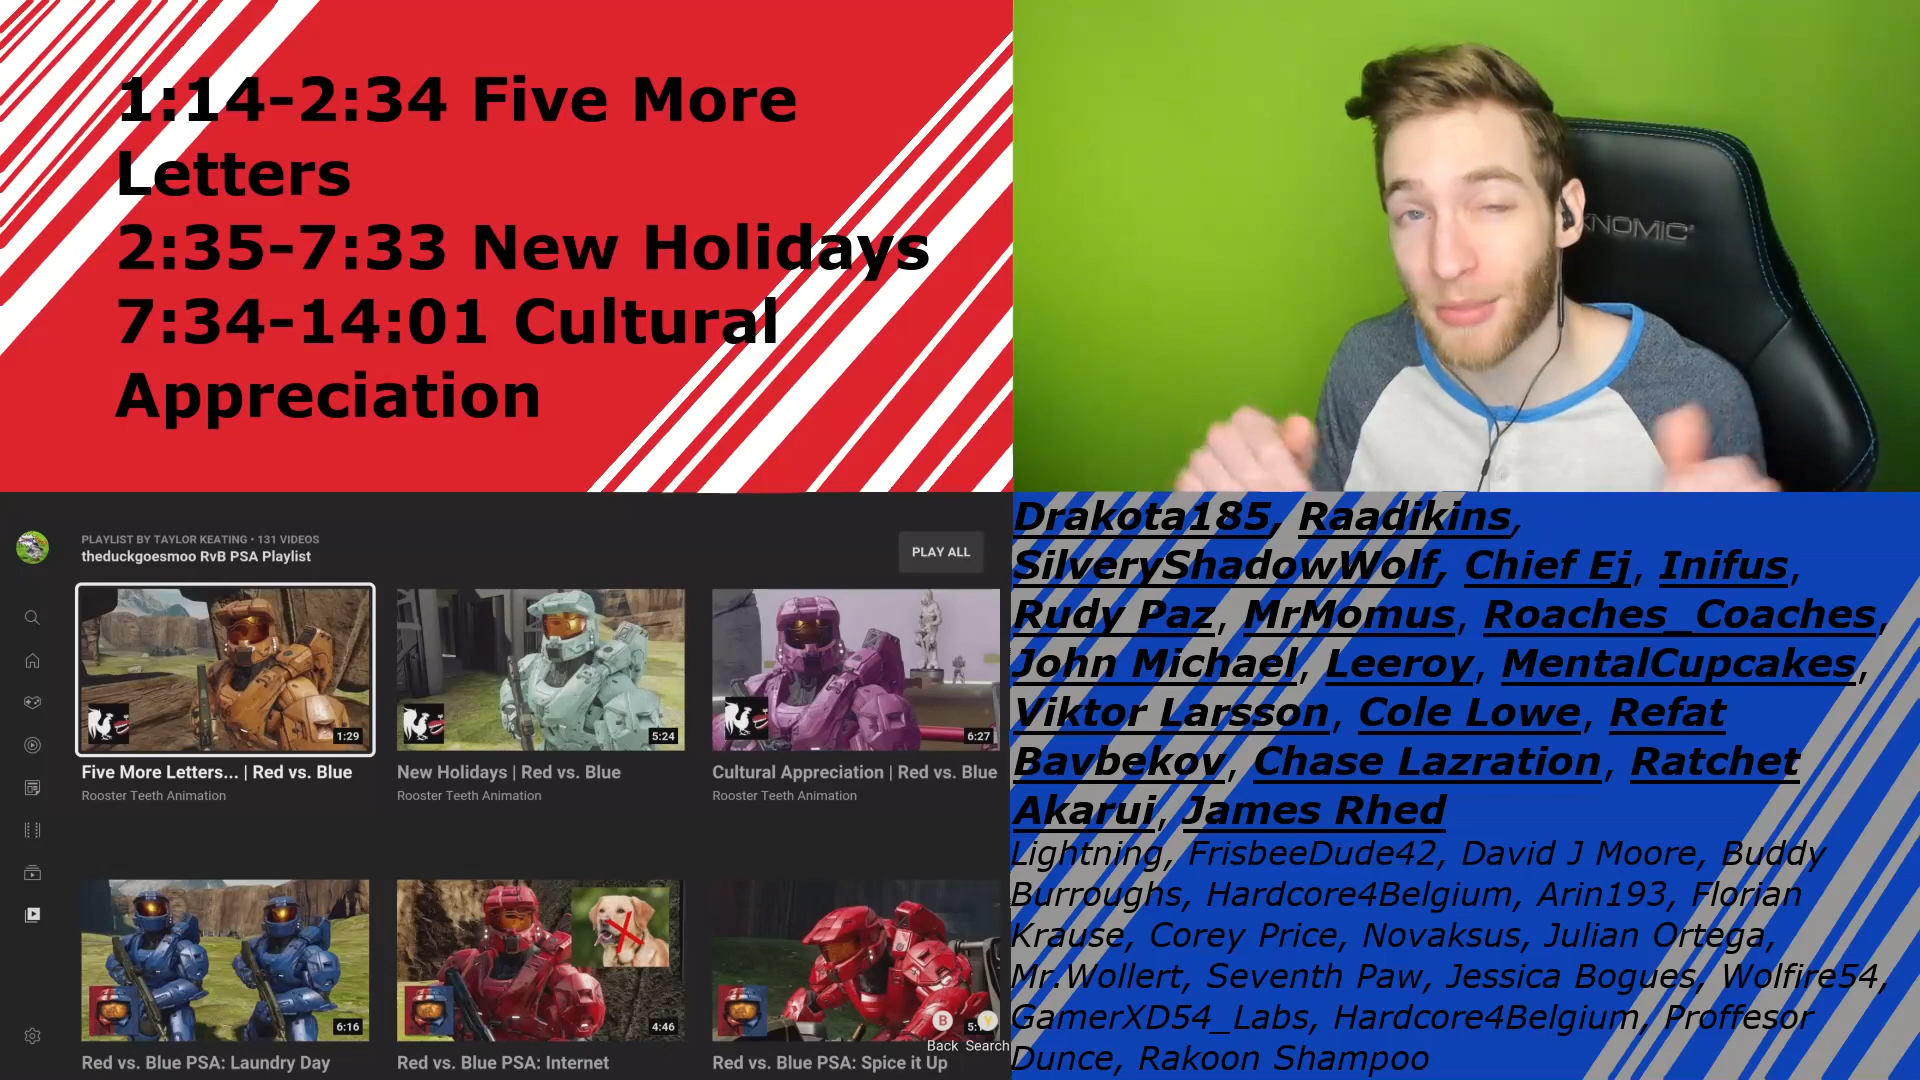 1:14-2:34 Five More
Letters
2:35-7:33 New Holidays
7:34-14:01 Cultural
Appreciation
KNOMIC
PLAYLIST BY TAYLOR KEATING • 131 VIDEOS
theduckgoesmoo RvB PSA Playlist
PLAY ALL
1:29
5:24
6:27
Five More Letters... | Red vs. Blue
New Holidays | Red vs. Blue
Cultural Appreciation | Red vs. Blue
Rooster Teeth Animation
Rooster Teeth Animation
Rooster Teeth Animation
6:16
4:46
B
Y
Back Search
Red vs. Blue PSA: Laundry Day
Red vs. Blue PSA: Internet
Red vs. Blue PSA: Spice it Up
Drakota185, Raadikins,
SilveryShadowWolf, Chief Ej, Inifus,
Rudy Paz, MrMomus, Roaches_Coaches,
John Michael, Leeroy, MentalCupcakes,
Viktor Larsson, Cole Lowe, Refat
Bavbekov, Chase Lazration, Ratchet
Akarui, James Rhed
Lightning, FrisbeeDude42, David J Moore, Buddy
Burroughs, Hardcore4Belgium, Arin193, Florian
Krause, Corey Price, Novaksus, Julian Ortega,
Mr.Wollert, Seventh Paw, Jessica Bogues, Wolfire54,
GamerXD54_Labs, Hardcore4Belgium, Proffesor
Dunce, Rakoon Shampoo